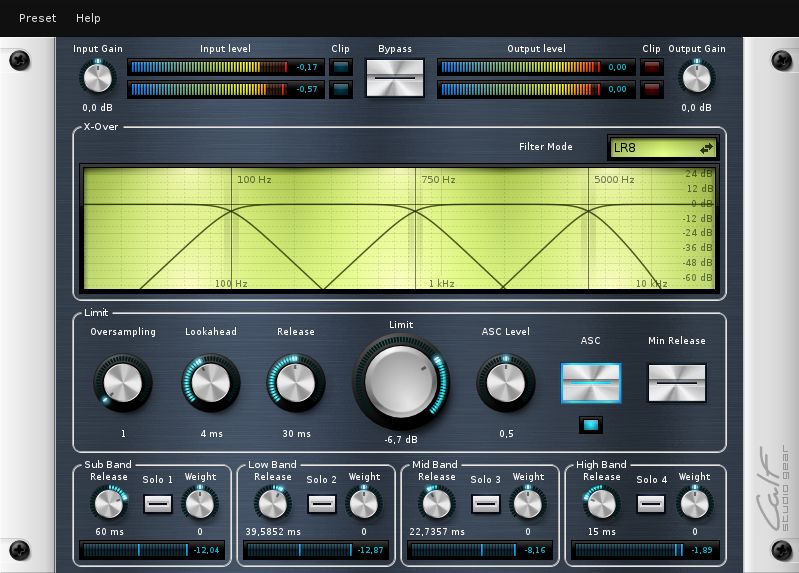 Preset Help
Input Gain Input level Clip Bypass Output level Clip Output Gain
-0,17 0,00
-0,57 0,00
0,0 dB 0,0 dB
X-Over
Filter Mode LR8
100 Hz 750 Hz 5000 Hz 24 dB
12 dB
0 dB
-12 dB
-24 dB
-36 dB
-48 dB
-60 dB
100 Hz 1 kHz 10 kHz
Limit
Oversampling Lookahead Release Limit ASC Level ASC Min Release
1 4 ms 30 ms -6,7 dB 0,5
Sub Band Low Band Mid Band High Band
Release Solo 1 Weight Release Solo 2 Weight Release Solo 3 Weight Release Solo 4 Weight
60 ms 0 39,5852 ms 0 22,7357 ms 0 15 ms 0
-12,04 -12,87 -8,16 -1,89
Calf
studio gear